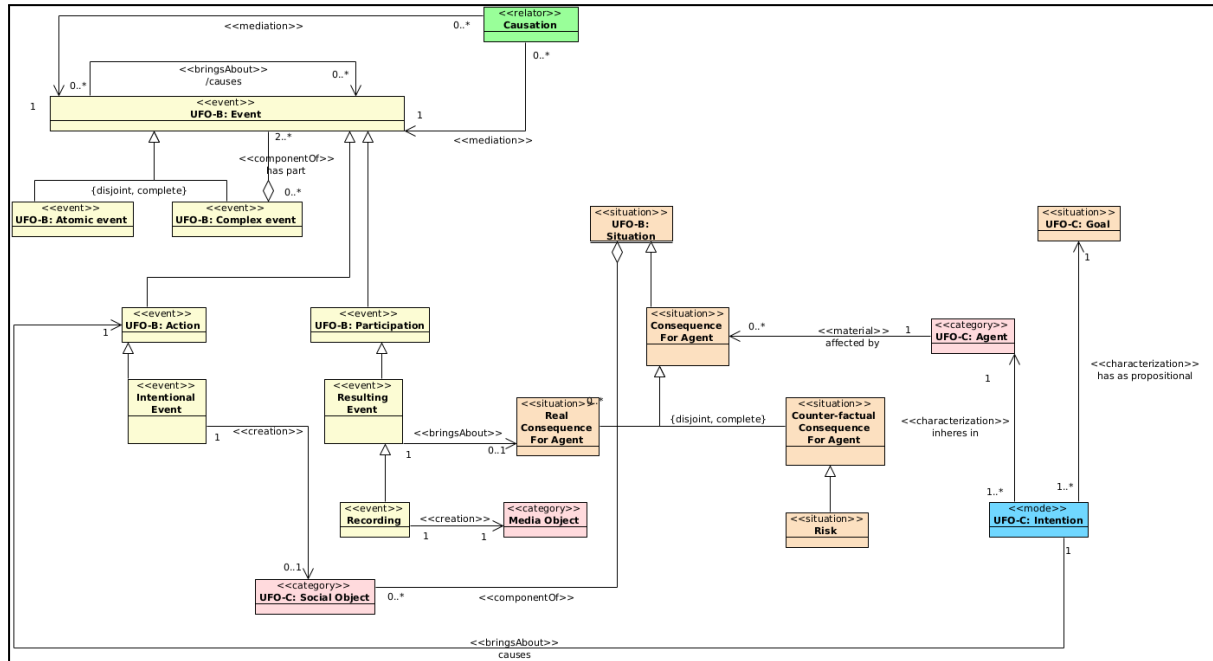 <<relator>>
Causation
<<mediation>>
0..*
0..*
<<bringsAbout>>
/causes
0..*
0..*
1
<<event>>
UFO-B: Event
1
<<mediation>>
2..*
<<componentOf>>
has part
{disjoint, complete}
0..*
<<event>>
UFO-B: Atomic event
<<event>>
UFO-B: Complex event
<<situation>>
UFO-B:
Situation
<<situation>>
UFO-C: Goal
1
<<event>>
UFO-B: Action
1
<<event>>
UFO-B: Participation
<<situation>>
Consequence
For Agent
0..*
<<material>>
affected by
1
<<category>>
UFO-C: Agent
1
<<characterization>>
has as propositional
<<event>>
Intentional
Event
<<event>>
Resulting
Event
<<situation>>
Real
Consequence
For Agent
0..*
{disjoint, complete}
<<situation>>
Counter-factual
Consequence
For Agent
<<characterization>>
inheres in
1
<<creation>>
1
<<bringsAbout>>
0..1
1..*
1..*
<<event>>
Recording
1
<<creation>>
1
<<category>>
Media Object
<<situation>>
Risk
<<mode>>
UFO-C: Intention
1
0..1
<<category>>
UFO-C: Social Object
0..*
<<componentOf>>
<<bringsAbout>>
causes